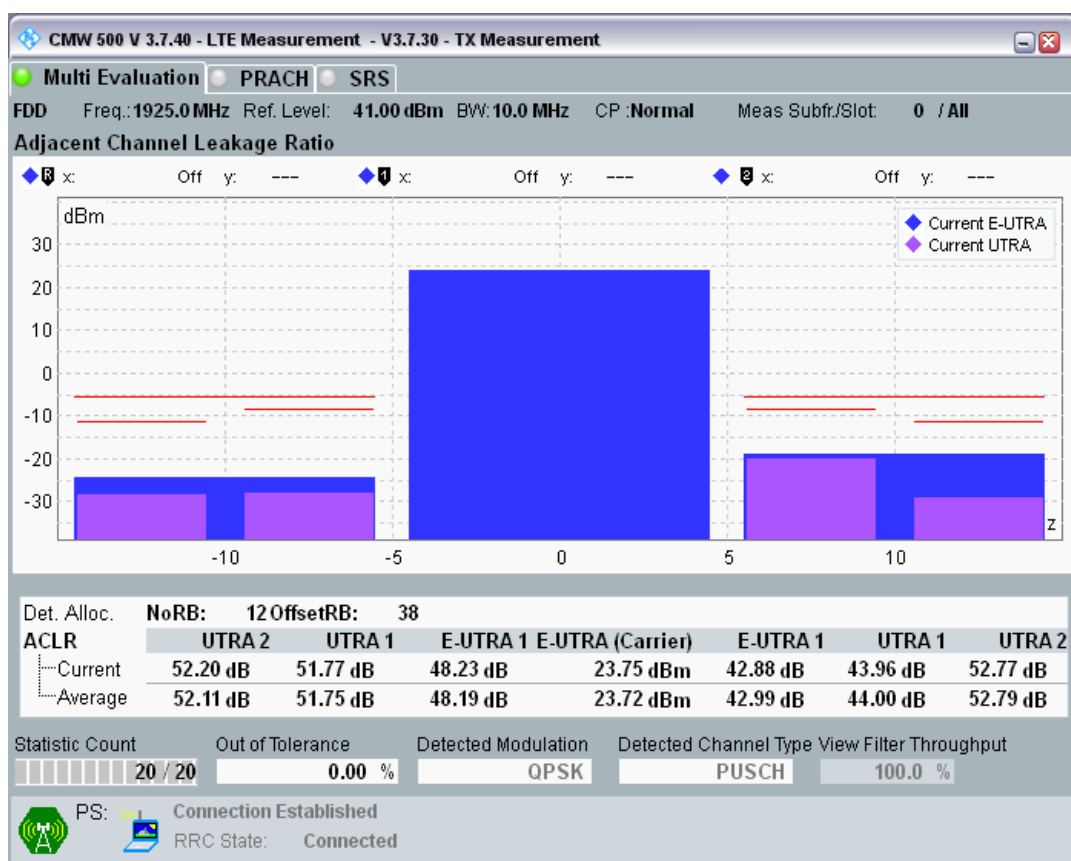 CMW 500 V 3.7.40 - LTE Measurement - V3.7.30 - TX Measurement
Multi Evaluation PRACH SRS
FDD Freq.: 1925.0 MHz Ref. Level: 41.00 dBm BW: 10.0 MHz CP :Normal Meas Subfr./Slot: 0 / All
Adjacent Channel Leakage Ratio
R x: Off y: --- 1 x: Off y: --- 2 x: Off y: ---
dBm
Current E-UTRA
Current UTRA
30
20
10
0
-10
-20
-30
z
-10 -5 0 5 10
Det. Alloc. NoRB: 12 OffsetRB: 38
ACLR UTRA 2 UTRA 1 E-UTRA 1 E-UTRA (Carrier) E-UTRA 1 UTRA 1 UTRA 2
Current 52.20 dB 51.77 dB 48.23 dB 23.75 dBm 42.88 dB 43.96 dB 52.77 dB
Average 52.11 dB 51.75 dB 48.19 dB 23.72 dBm 42.99 dB 44.00 dB 52.79 dB
Statistic Count Out of Tolerance Detected Modulation Detected Channel Type View Filter Throughput
20 / 20 0.00 % QPSK PUSCH 100.0 %
PS: Connection Established
RRC State: Connected